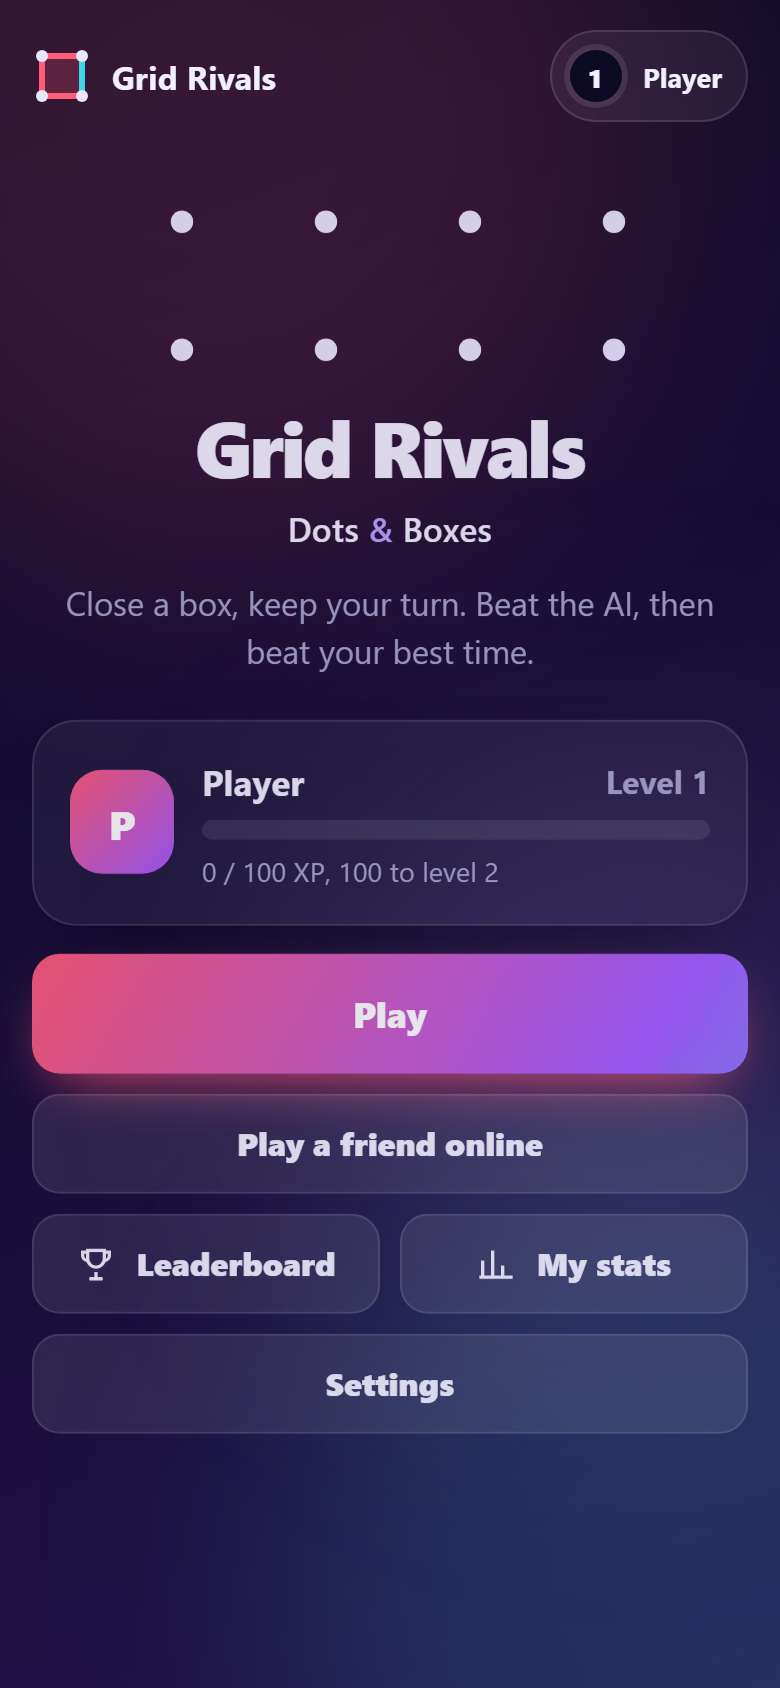 Grid Rivals
1 Player
Grid Rivals
Dots & Boxes
Close a box, keep your turn. Beat the AI, then
beat your best time.
P
Player Level 1
0 / 100 XP, 100 to level 2
Play
Play a friend online
Leaderboard
My stats
Settings